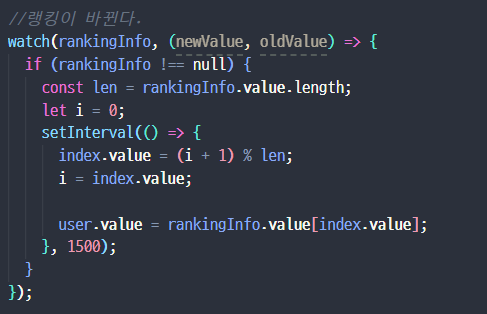 //랭킹이 바뀐다.
watch(rankingInfo, (newValue, oldValue) => {
  if (rankingInfo !== null) {
    const len = rankingInfo.value.length;
    let i = 0;
    setInterval(() => {
      index.value = (i + 1) % len;
      i = index.value;

      user.value = rankingInfo.value[index.value];
    }, 1500);
  }
});